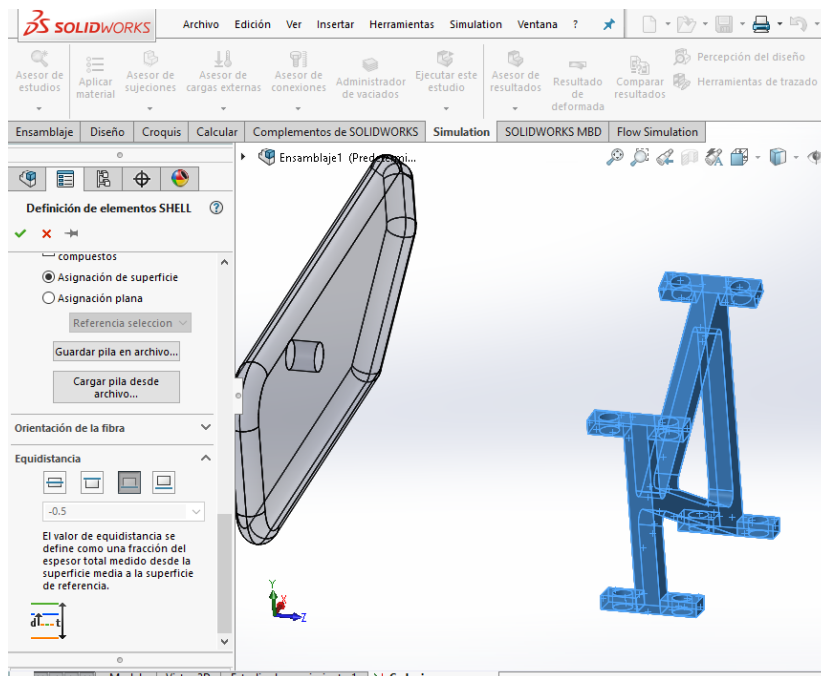 SOLIDWORKS Archivo Edición Ver Insertar Herramientas Simulation Ventana ?
Asesor de estudios
Aplicar material
Asesor de sujeciones
Asesor de cargas externas
Asesor de conexiones
Administrador de vaciados
Ejecutar este estudio
Asesor de resultados
Resultado de deformada
Comparar resultados
Percepción del diseño
Herramientas de trazado
Ensamblaje Diseño Croquis Calcular Complementos de SOLIDWORKS Simulation SOLIDWORKS MBD Flow Simulation
Ensamblaje1 (Predetermi...
Definición de elementos SHELL
compuestos
Asignación de superficie
Asignación plana
Referencia seleccion
Guardar pila en archivo...
Cargar pila desde
archivo...
Orientación de la fibra
Equidistancia
-0.5
El valor de equidistancia se
define como una fracción del
espesor total medido desde la
superficie media a la superficie
de referencia.
d t
Y
X
Z